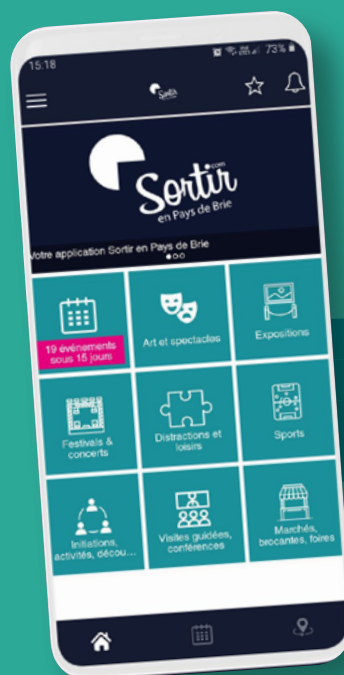 15:18
73%
Sortir
Sortir.com
en Pays de Brie
Votre application Sortir en Pays de Brie
19 événements
sous 15 jours
Art et spectacles
Expositions
Festivals &
concerts
Distractions et
loisirs
Sports
Initiations,
activités, décou...
Visites guidées,
conférences
Marchés,
brocantes, foires